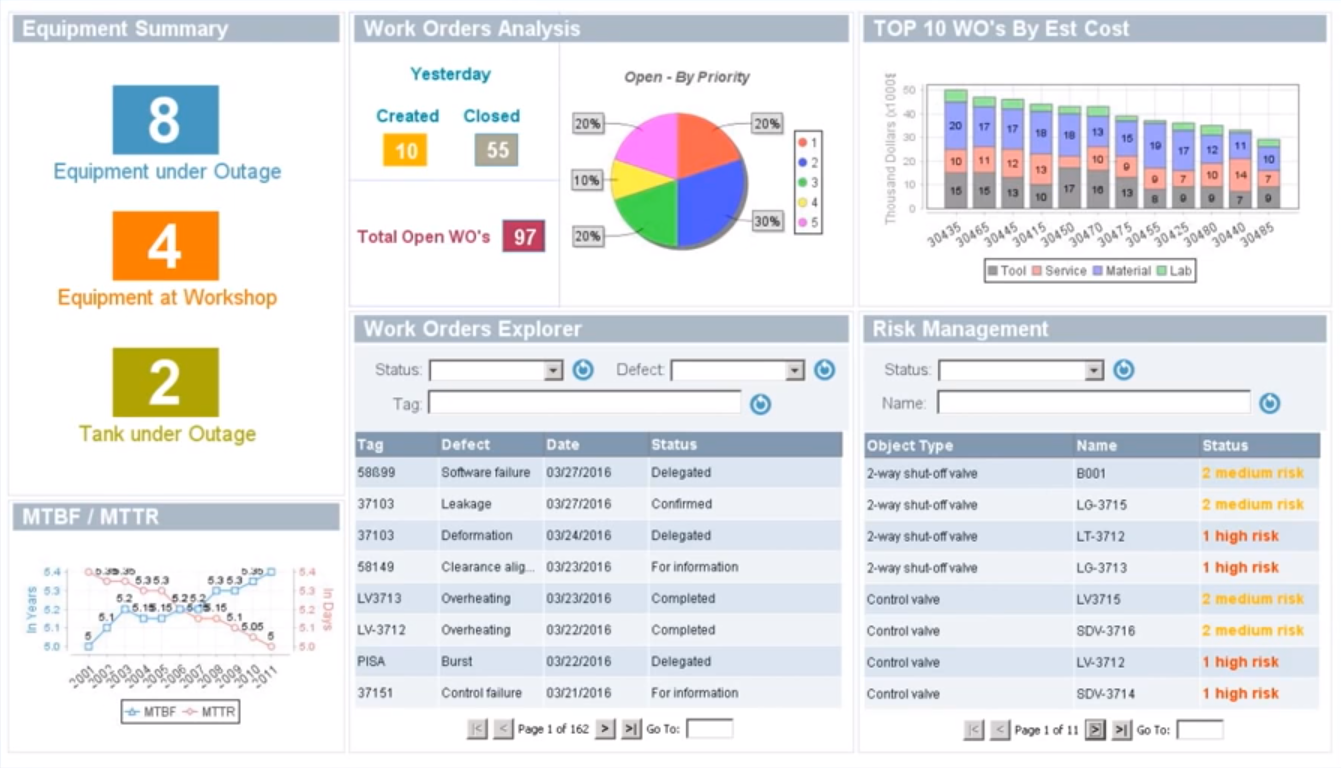 Equipment Summary
8
Equipment under Outage
4
Equipment at Workshop
2
Tank under Outage
MTBF / MTTR
In Years
5.4
5.3
5.2
5.1
5.0
5
5.1
5.2
5.3 5.3
5.3 5.3
5.1
5.05
5
5.4
5.3
5.2
5.1
5.0
In Days
2001 2002 2003 2004 2005 2006 2007 2008 2009 2010 2011
MTBF MTTR
Work Orders Analysis
Yesterday
Created Closed
10 55
Total Open WO's 97
Open - By Priority
20% 20%
10%
20% 30%
1
2
3
4
5
TOP 10 WO's By Est Cost
Thousand Dollars (x1000$
50
40
30
20
10
0
20 17 17 18 18 13 15 19 17 12 11 10
10 11 12 13 10 9 9 7 10 14 7
15 15 13 10 17 16 13 8 9 9 7 9
30435 30465 30445 30415 30450 30470 30475 30455 30425 30480 30440 30485
Tool Service Material Lab
Work Orders Explorer
Status: Defect:
Tag:
Tag Defect Date Status
58699 Software failure 03/27/2016 Delegated
37103 Leakage 03/27/2016 Confirmed
37103 Deformation 03/24/2016 Delegated
58149 Clearance alig... 03/23/2016 For information
LV3713 Overheating 03/23/2016 Completed
LV-3712 Overheating 03/22/2016 Completed
PISA Burst 03/22/2016 Delegated
37151 Control failure 03/21/2016 For information
|< < Page 1 of 162 > >| Go To:
Risk Management
Status:
Name:
Object Type Name Status
2-way shut-off valve B001 2 medium risk
2-way shut-off valve LG-3715 2 medium risk
2-way shut-off valve LT-3712 1 high risk
2-way shut-off valve LG-3713 1 high risk
Control valve LV3715 2 medium risk
Control valve SDV-3716 2 medium risk
Control valve LV-3712 1 high risk
Control valve SDV-3714 1 high risk
|< < Page 1 of 11 > >| Go To: